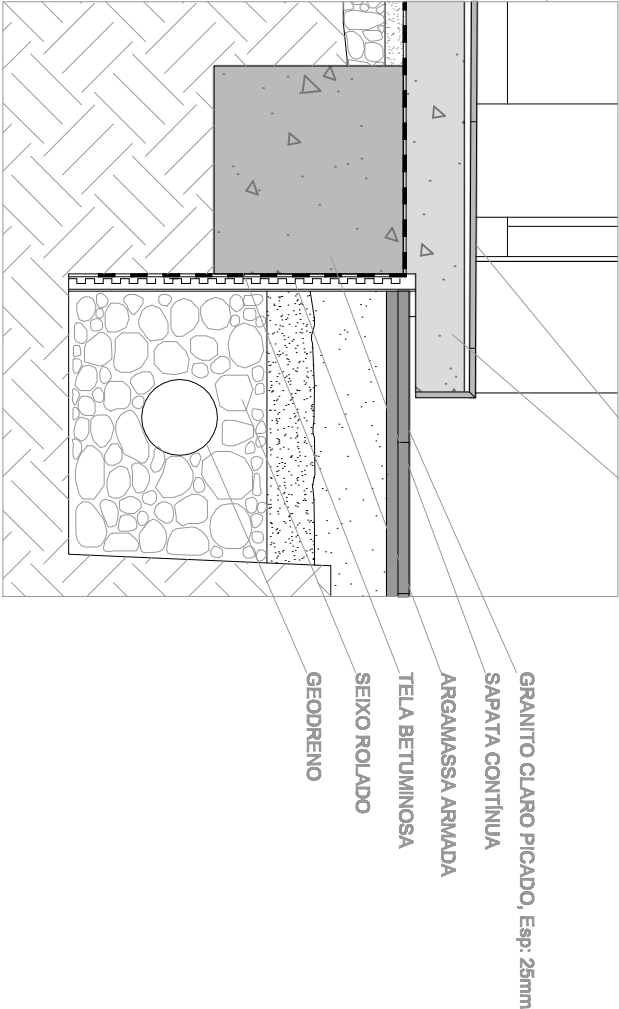 GRANITO CLARO PICADO, Esp: 25mm
SAPATA CONTÍNUA
ARGAMASSA ARMADA
TELA BETUMINOSA
SEIXO ROLADO
GEODRENO